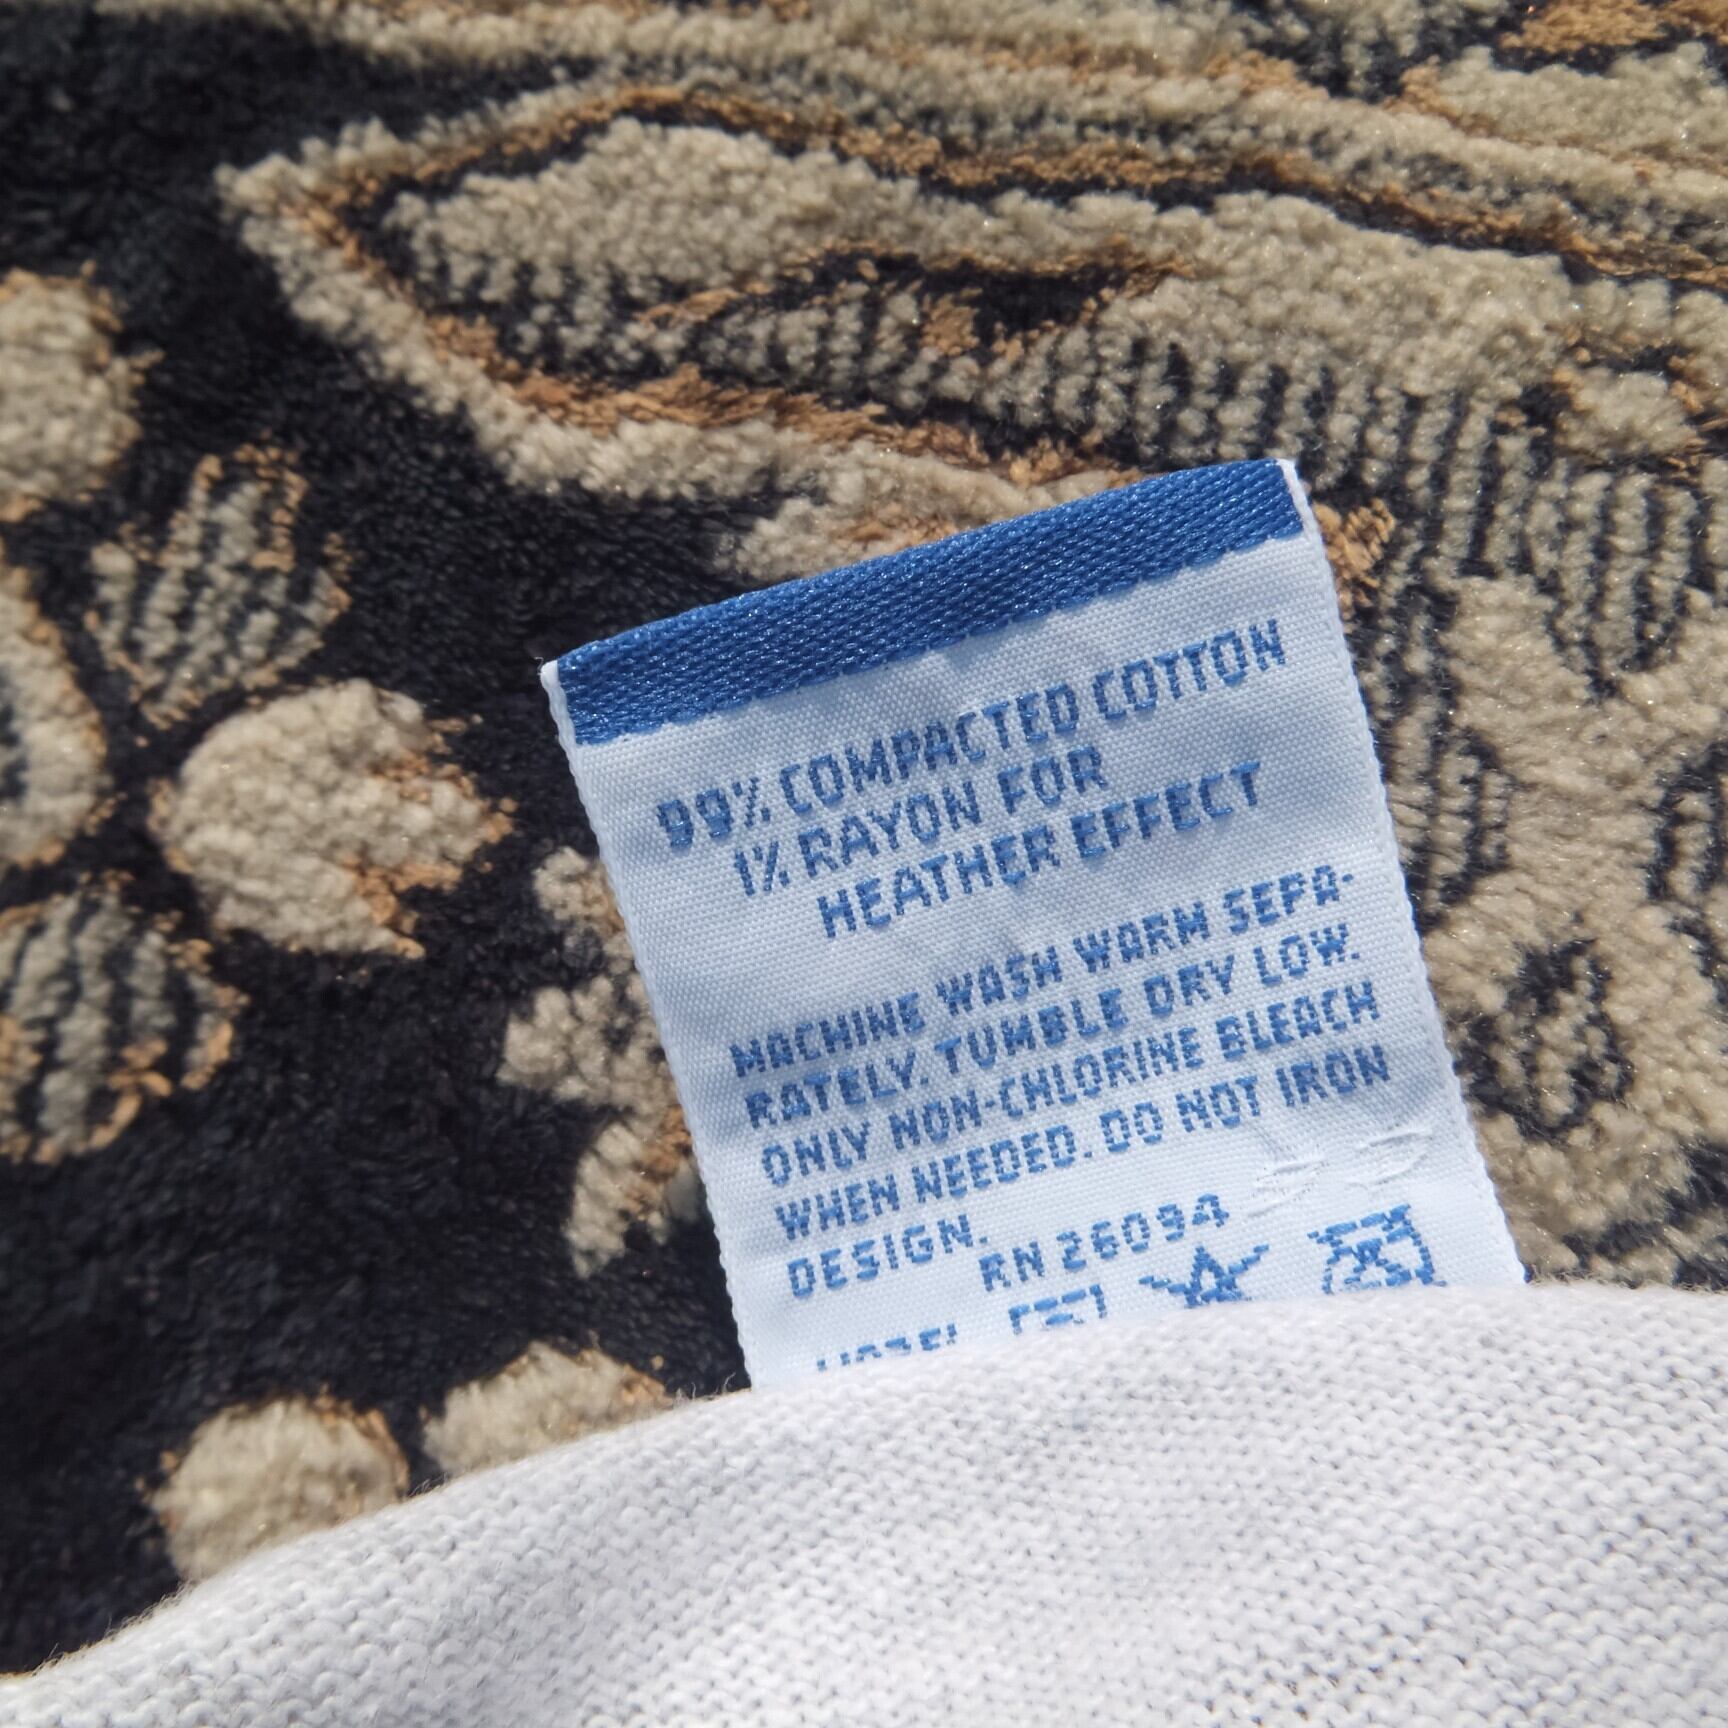 99% COMPACTED COTTON
1% RAYON FOR
HEATHER EFFECT
MACHINE WASH WARM SEPA-
RATELY. TUMBLE DRY LOW.
ONLY NON-CHLORINE BLEACH
WHEN NEEDED. DO NOT IRON
DESIGN.
RN 26094